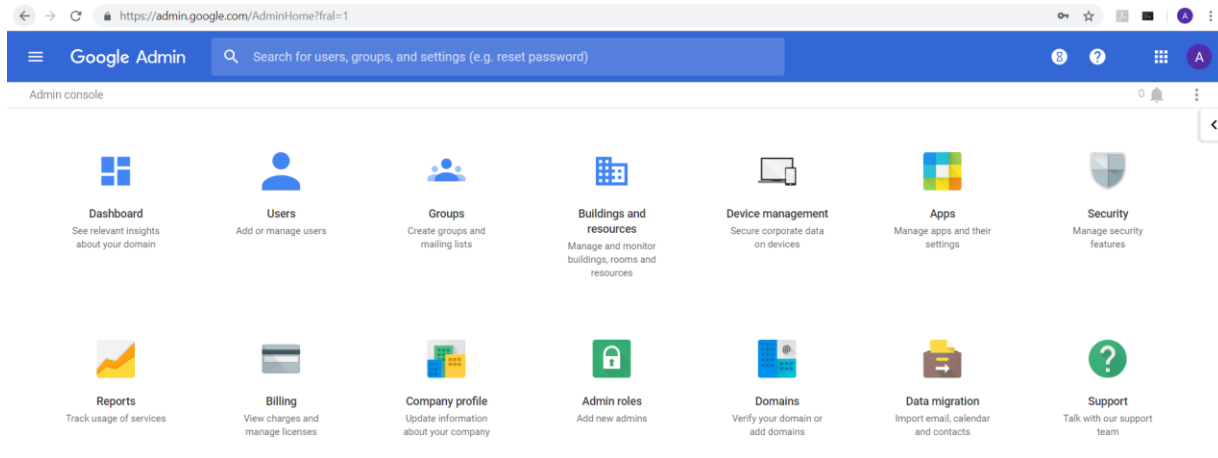 https://admin.google.com/AdminHome?fral=1
A
Google Admin
Search for users, groups, and settings (e.g. reset password)
?
A
Admin console
0
Dashboard
See relevant insights
about your domain
Users
Add or manage users
Groups
Create groups and
mailing lists
Buildings and
resources
Manage and monitor
buildings, rooms and
resources
Device management
Secure corporate data
on devices
Apps
Manage apps and their
settings
Security
Manage security
features
Reports
Track usage of services
Billing
View charges and
manage licenses
Company profile
Update information
about your company
Admin roles
Add new admins
@
Domains
Verify your domain or
add domains
Data migration
Import email, calendar
and contacts
?
Support
Talk with our support
team